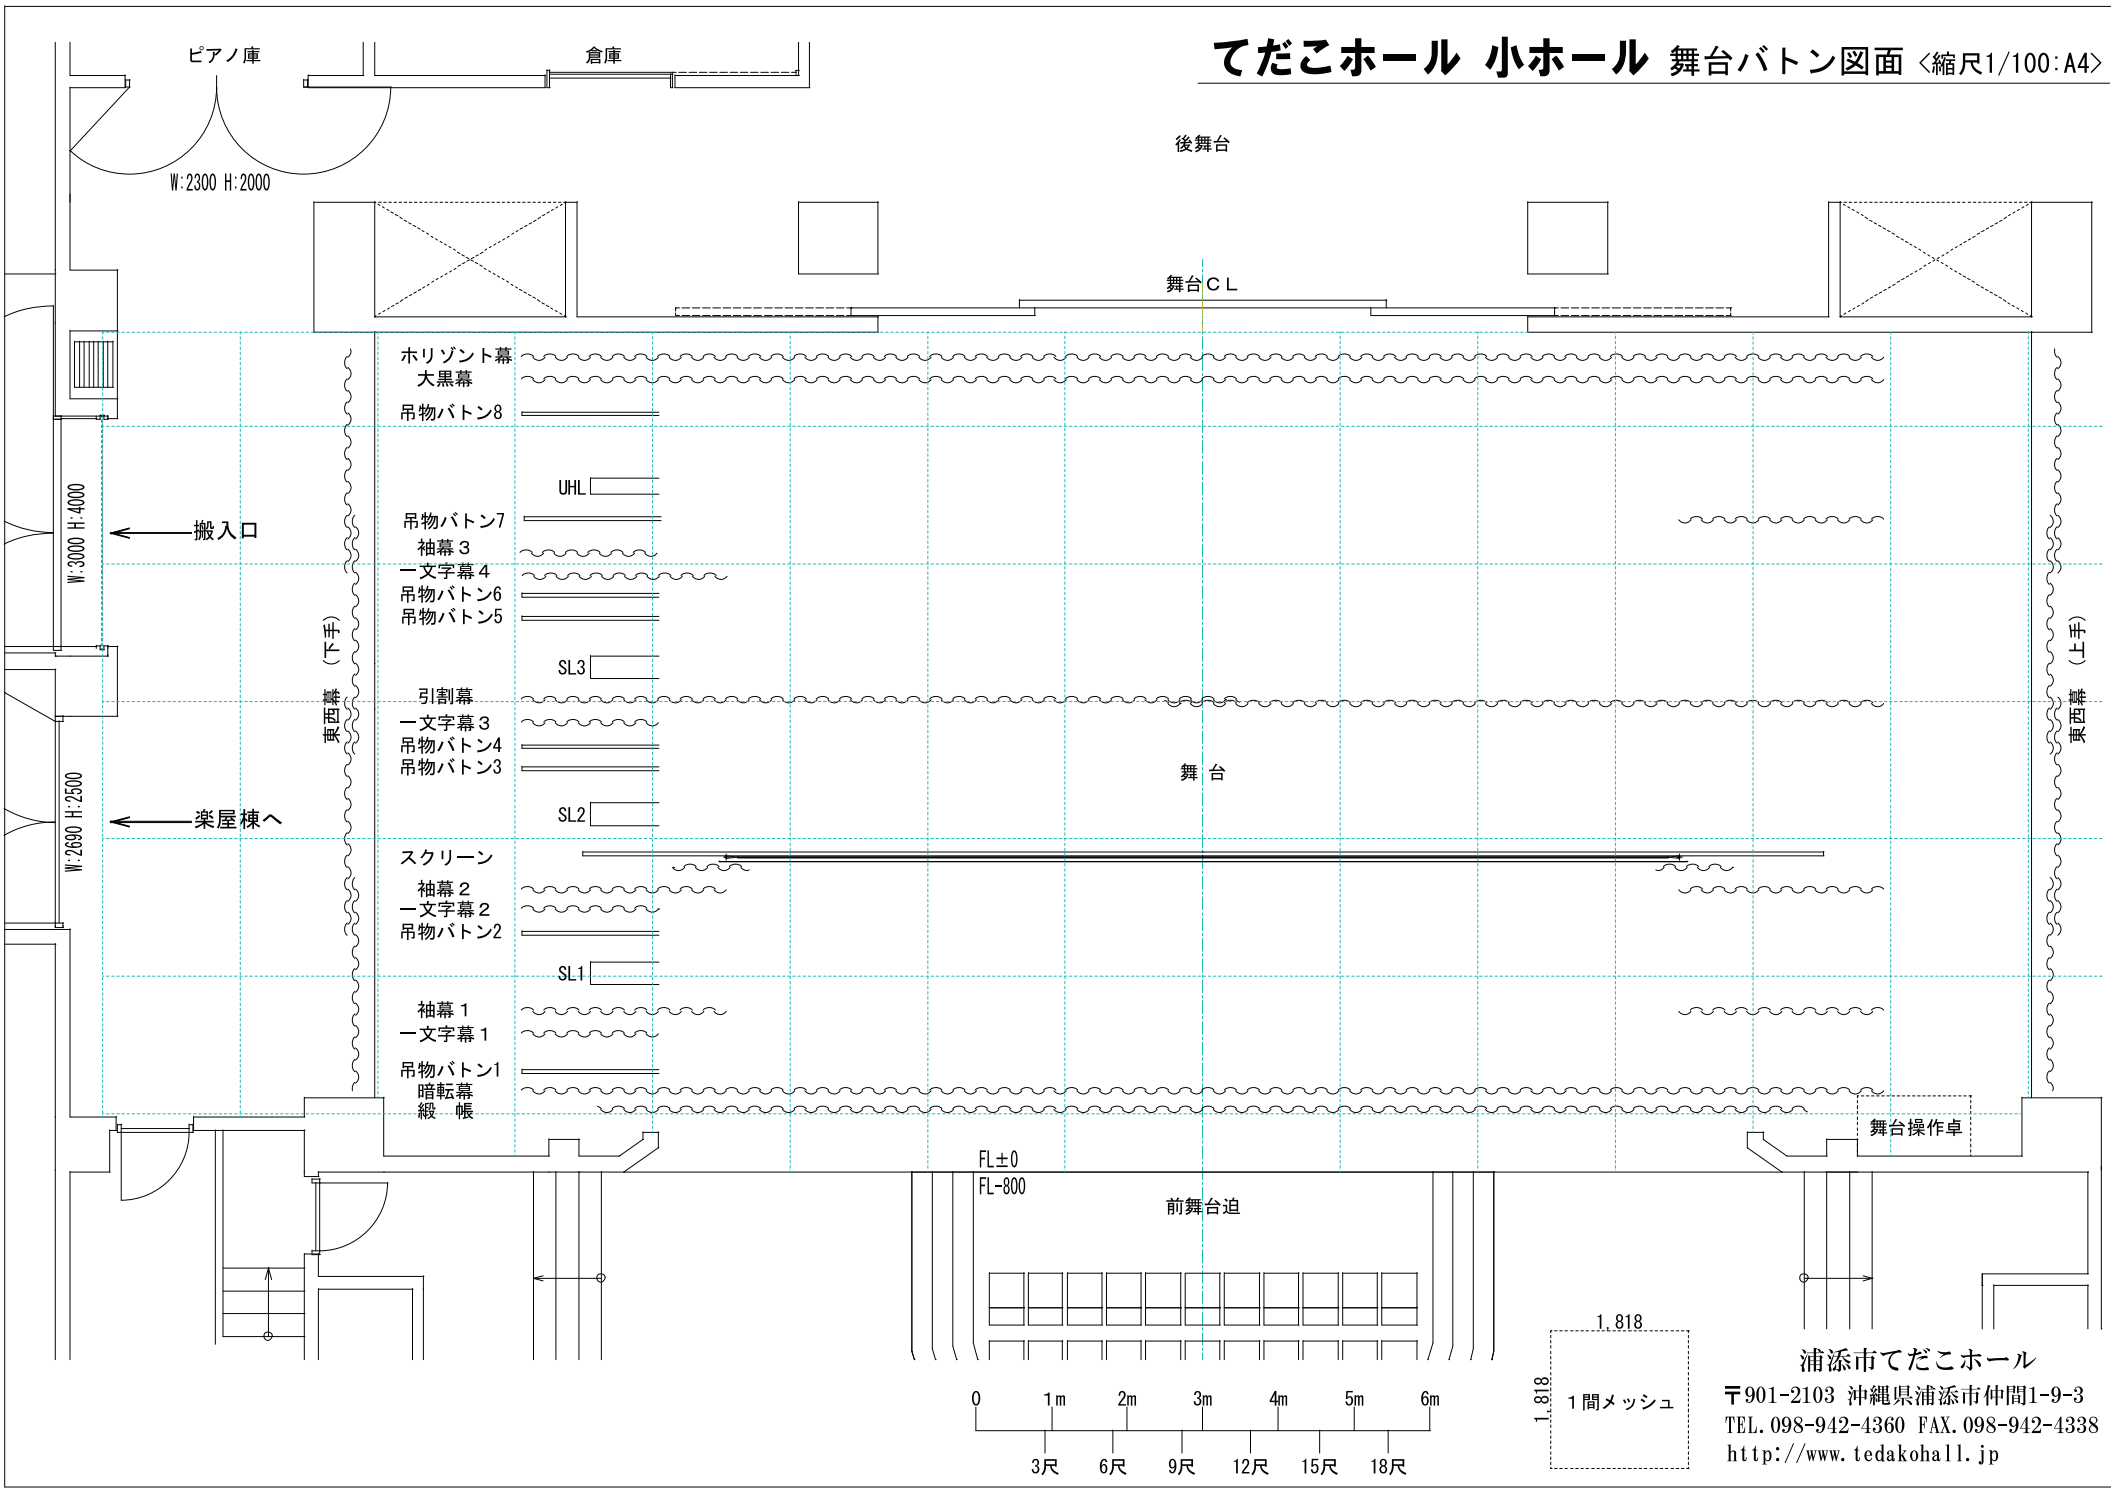 てだこホール 小ホール 舞台バトン図面 <縮尺1/100:A4>
ピアノ庫
倉庫
W:2300 H:2000
後舞台
舞台CL
ホリゾント幕
大黒幕
吊物バトン8
UHL
吊物バトン7
袖幕3
一文字幕4
吊物バトン6
吊物バトン5
SL3
引割幕
一文字幕3
吊物バトン4
吊物バトン3
SL2
スクリーン
袖幕2
一文字幕2
吊物バトン2
SL1
袖幕1
一文字幕1
吊物バトン1
暗転幕
緞 帳
W:3000 H:4000
搬入口
W:2690 H:2500
楽屋棟へ
東西幕 (下手)
東西幕 (上手)
舞 台
舞台操作卓
FL±0
FL-800
前舞台迫
0 1m 2m 3m 4m 5m 6m
3尺 6尺 9尺 12尺 15尺 18尺
1,818
1,818
1間メッシュ
浦添市てだこホール
〒901-2103 沖縄県浦添市仲間1-9-3
TEL.098-942-4360 FAX.098-942-4338
http://www.tedakohall.jp